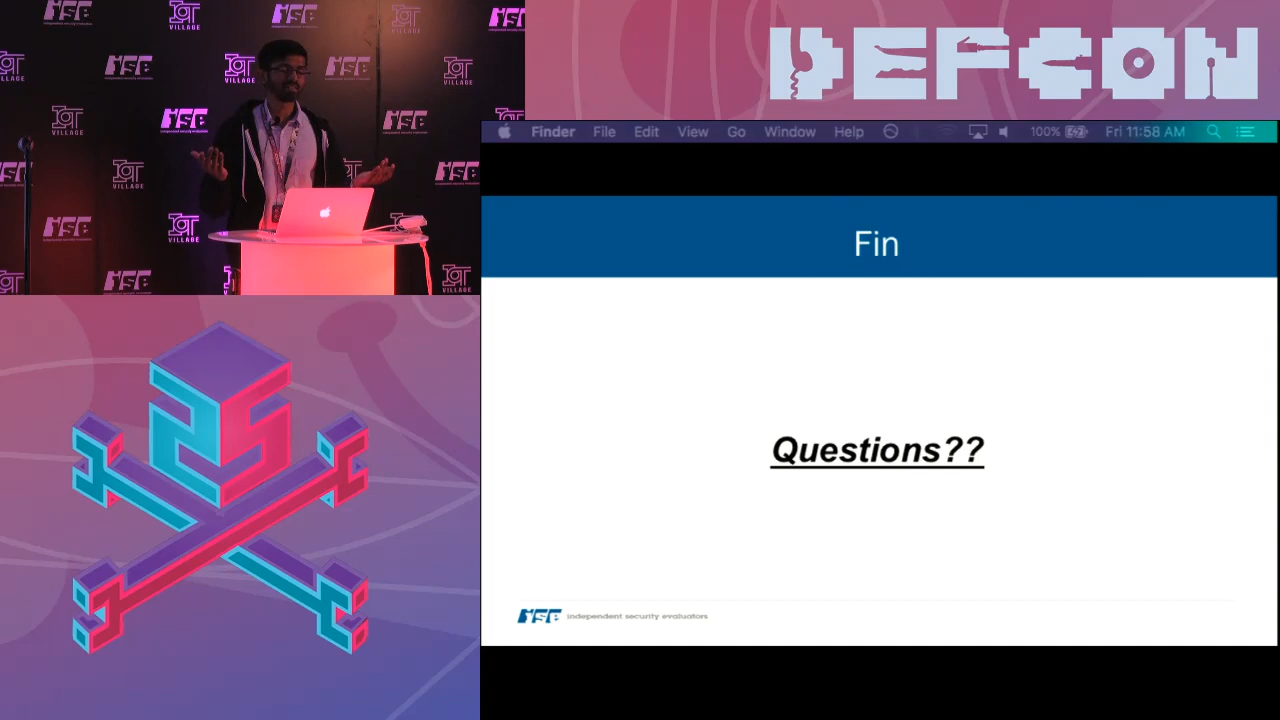 DEFCON
Finder File Edit View Go Window Help 100% Fri 11:58 AM
Fin
Questions??
ISE independent security evaluators
IOT VILLAGE
ISE
25